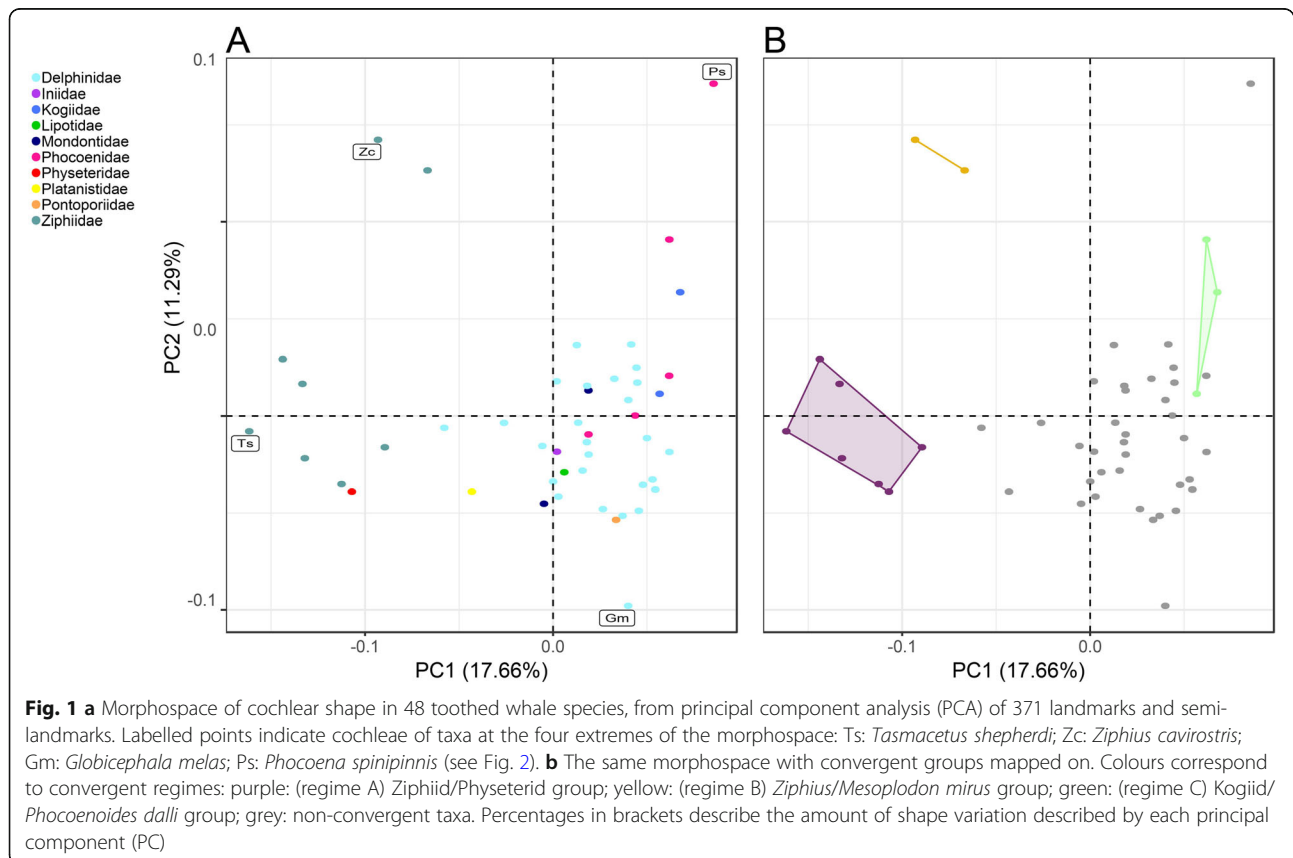 A
B
Delphinidae
Iniidae
Kogiidae
Lipotidae
Mondontidae
Phocoenidae
Physeteridae
Platanistidae
Pontoporiidae
Ziphiidae
0.1
0.0
-0.1
PC2 (11.29%)
Ps
Zc
Ts
Gm
-0.1
0.0
PC1 (17.66%)
-0.1
0.0
PC1 (17.66%)
Fig. 1 a Morphospace of cochlear shape in 48 toothed whale species, from principal component analysis (PCA) of 371 landmarks and semi-
landmarks. Labelled points indicate cochleae of taxa at the four extremes of the morphospace: Ts: Tasmacetus shepherdi; Zc: Ziphius cavirostris;
Gm: Globicephala melas; Ps: Phocoena spinipinnis (see Fig. 2). b The same morphospace with convergent groups mapped on. Colours correspond
to convergent regimes: purple: (regime A) Ziphiid/Physeterid group; yellow: (regime B) Ziphius/Mesoplodon mirus group; green: (regime C) Kogiid/
Phocoenoides dalli group; grey: non-convergent taxa. Percentages in brackets describe the amount of shape variation described by each principal
component (PC)